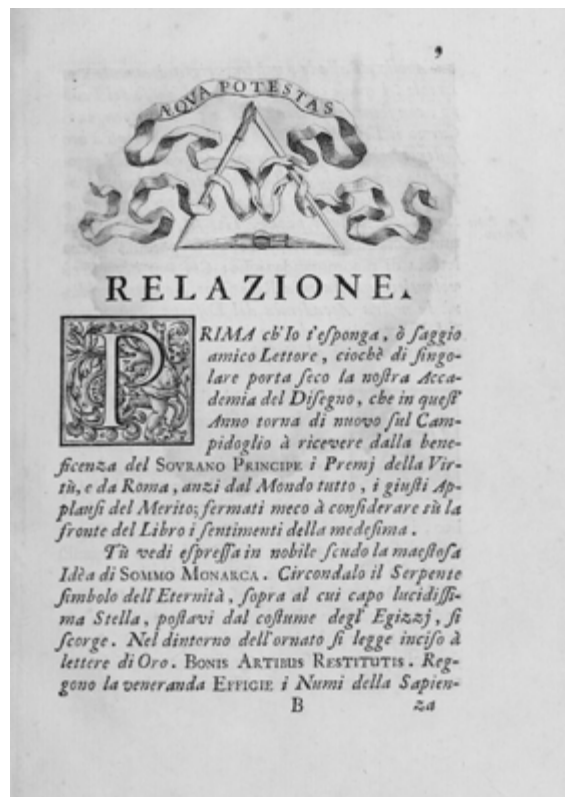 9
ÆQVA POTESTAS
RELAZIONE.
PRIMA ch'Io t'eſponga, ò ſaggio
amico Lettore, ciochè di ſingo-
lare porta ſeco la noſtra Acca-
demia del Diſegno, che in queſt'
Anno torna di nuovo ſul Cam-
pidoglio à ricevere dalla bene-
ficenza del SOVRANO PRINCIPE i Premj della Vir-
tù, e da Roma, anzi dal Mondo tutto, i giuſti Ap-
plauſi del Merito; fermati meco à conſiderare sù la
fronte del Libro i ſentimenti della medeſima.
Tù vedi eſpreſſa in nobile ſcudo la maeſtoſa
Idèa di SOMMO MONARCA. Circondalo il Serpente
ſimbolo dell'Eternità, ſopra al cui capo lucidiſſi-
ma Stella, poſtavi dal coſtume degl' Egizzj, ſi
ſcorge. Nel dintorno dell'ornato ſi legge inciſo à
lettere di Oro. BONIS ARTIBUS RESTITUTIS. Reg-
gono la veneranda EFFIGIE i Numi della Sapien-
B
za